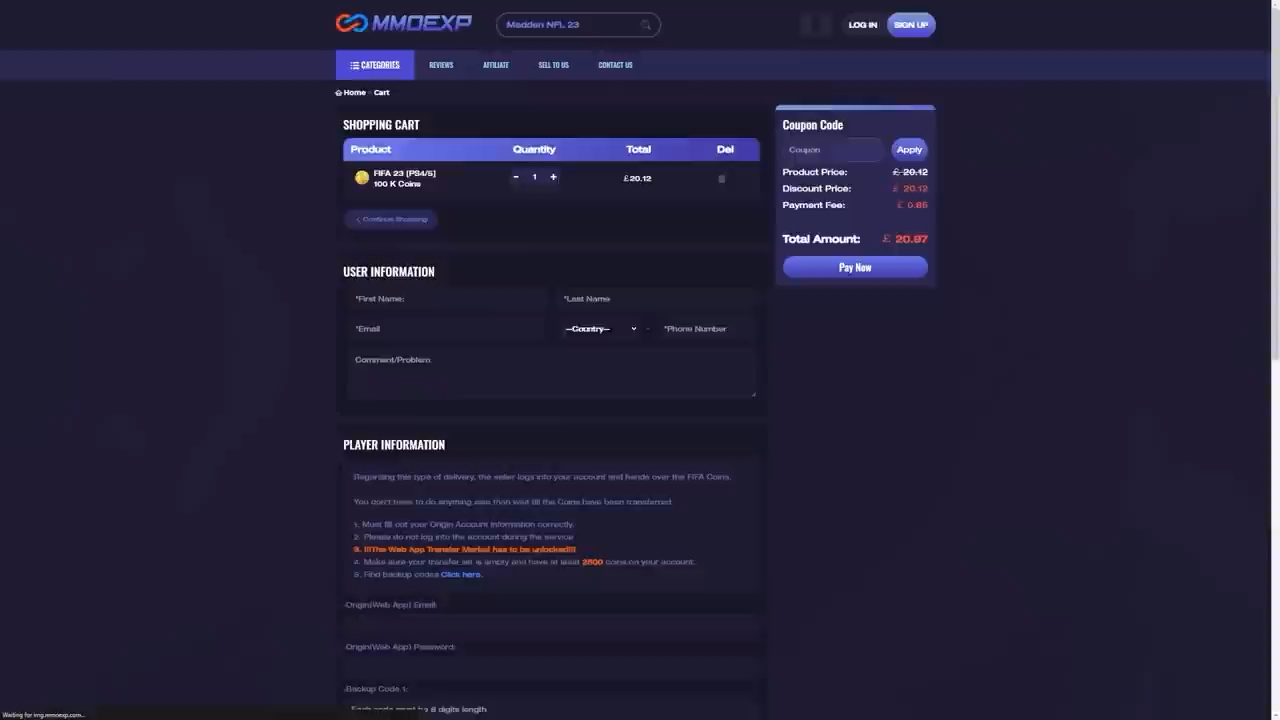 MMOEXP
Madden NFL 23
LOG IN
SIGN UP
CATEGORIES
REVIEWS
AFFILIATE
SELL TO US
CONTACT US
Home
Cart
SHOPPING CART
Product Quantity Total Del
FIFA 23 [PS4/5]
100 K Coins
- 1 +
£20.12
< Continue Shopping
Coupon Code
Coupon
Apply
Product Price: £ 20.12
Discount Price: £ 20.12
Payment Fee: £ 0.85
Total Amount: £ 20.97
Pay Now
USER INFORMATION
*First Name:
*Last Name
*Email
--Country--
-
*Phone Number
Comment/Problem
PLAYER INFORMATION
Regarding this type of delivery, the seller logs into your account and hands over the FIFA Coins.
You don't have to do anything else than wait till the Coins have been transferred
1. Must fill out your Origin Account information correctly.
2. Please do not log into the account during the service
3. !!!The Web App Transfer Market has to be unlocked!!!
4. Make sure your transfer list is empty and have at least 2500 coins on your account.
5. Find backup codes Click here.
Origin(Web App) Email:
Origin(Web App) Password:
Backup Code 1:
Each code must be 8 digits length
Waiting for img.mmoexp.com...